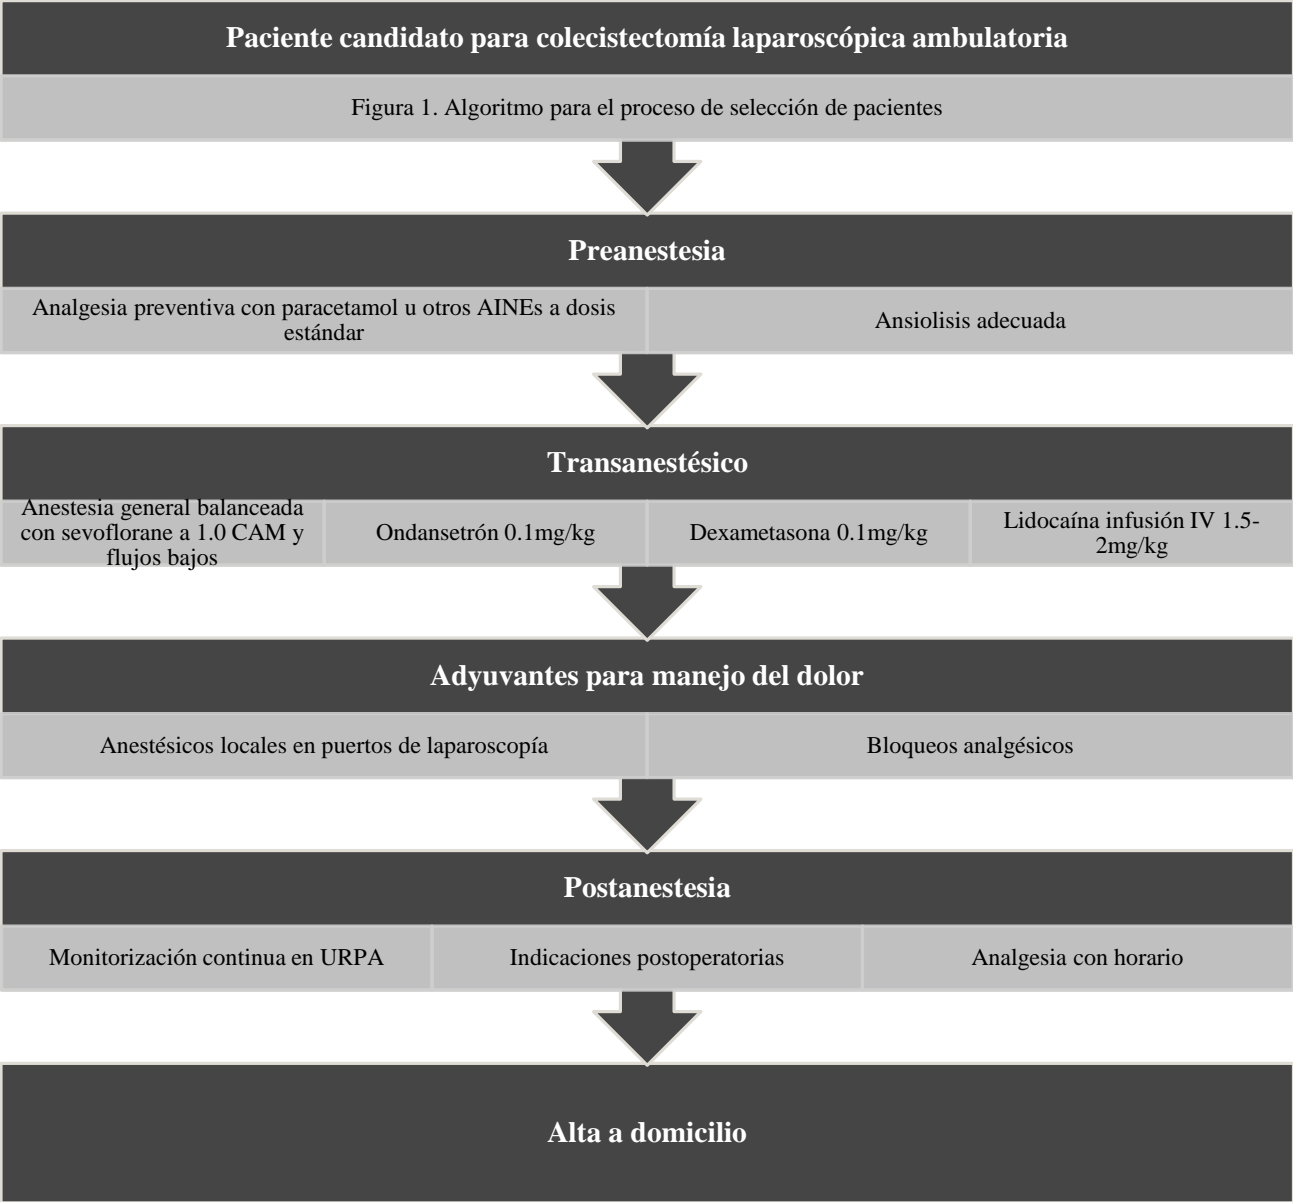 Paciente candidato para colecistectomía laparoscópica ambulatoria
Figura 1. Algoritmo para el proceso de selección de pacientes
Preanestesia
Analgesia preventiva con paracetamol u otros AINEs a dosis
estándar
Ansiolisis adecuada
Transanestésico
Anestesia general balanceada
con sevoflorane a 1.0 CAM y
flujos bajos
Ondansetrón 0.1mg/kg
Dexametasona 0.1mg/kg
Lidocaína infusión IV 1.5-
2mg/kg
Adyuvantes para manejo del dolor
Anestésicos locales en puertos de laparoscopía
Bloqueos analgésicos
Postanestesia
Monitorización continua en URPA
Indicaciones postoperatorias
Analgesia con horario
Alta a domicilio